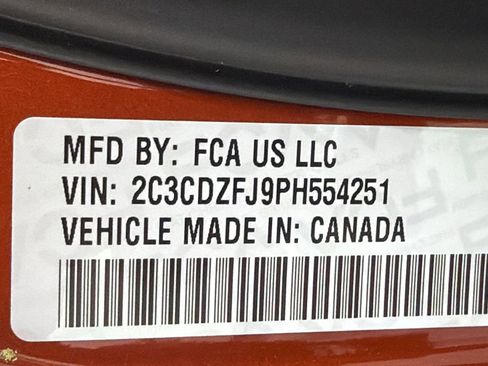 MFD BY: FCA US LLC
VIN: 2C3CDZFJ9PH554251
VEHICLE MADE IN: CANADA